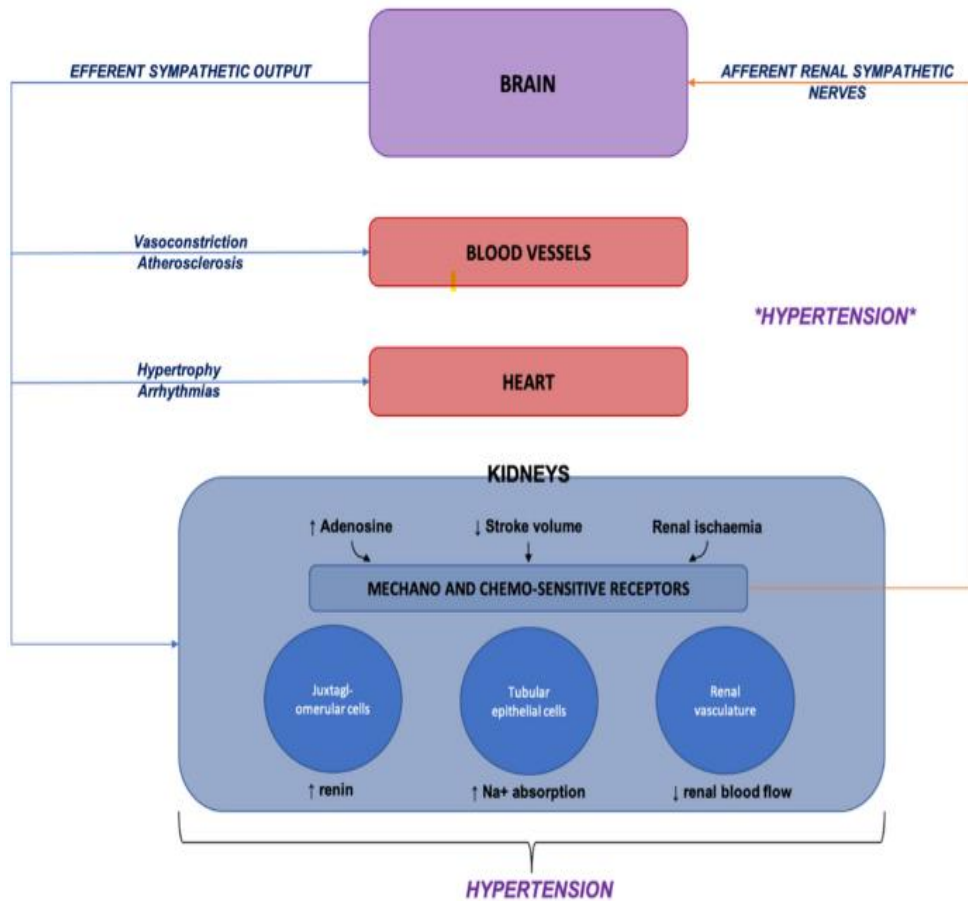 BRAIN
EFFERENT SYMPATHETIC OUTPUT
AFFERENT RENAL SYMPATHETIC
NERVES
Vasoconstriction
Atherosclerosis
BLOOD VESSELS
*HYPERTENSION*
Hypertrophy
Arrhythmias
HEART
KIDNEYS
↑ Adenosine
↓ Stroke volume
Renal ischaemia
MECHANO AND CHEMO-SENSITIVE RECEPTORS
Juxtagl-
omerular cells
Tubular
epithelial cells
Renal
vasculature
↑ renin
↑ Na+ absorption
↓ renal blood flow
HYPERTENSION